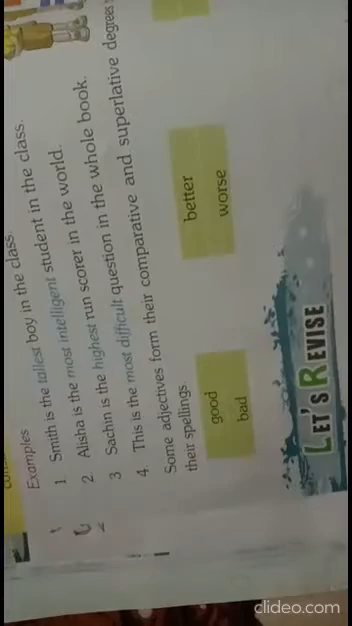 Examples
1 Smith is the tallest boy in the class.
2 Alisha is the most intelligent student in the class.
3 Sachin is the highest run scorer in the world.
4 This is the most difficult question in the whole book.
Some adjectives form their comparative and superlative degrees
their spellings.
good better
bad worse
LET'S REVISE
clideo.com